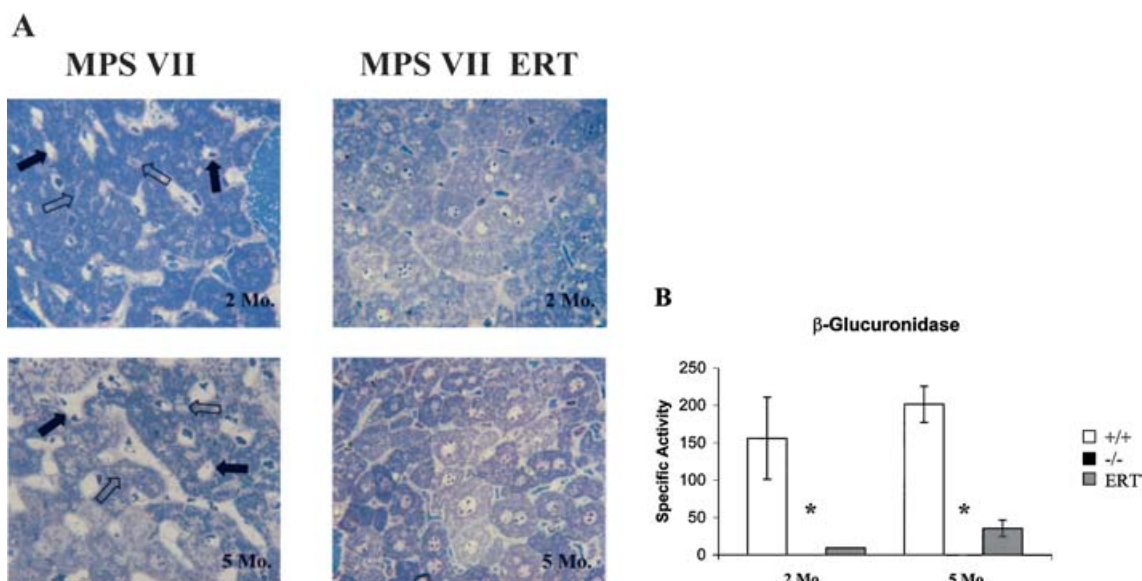 A
MPS VII
MPS VII ERT
2 Mo.
2 Mo.
5 Mo.
5 Mo.
B
β-Glucuronidase
Specific Activity
250
200
150
100
50
0
*
*
2 Mo.
5 Mo.
+/+
-/-
ERT